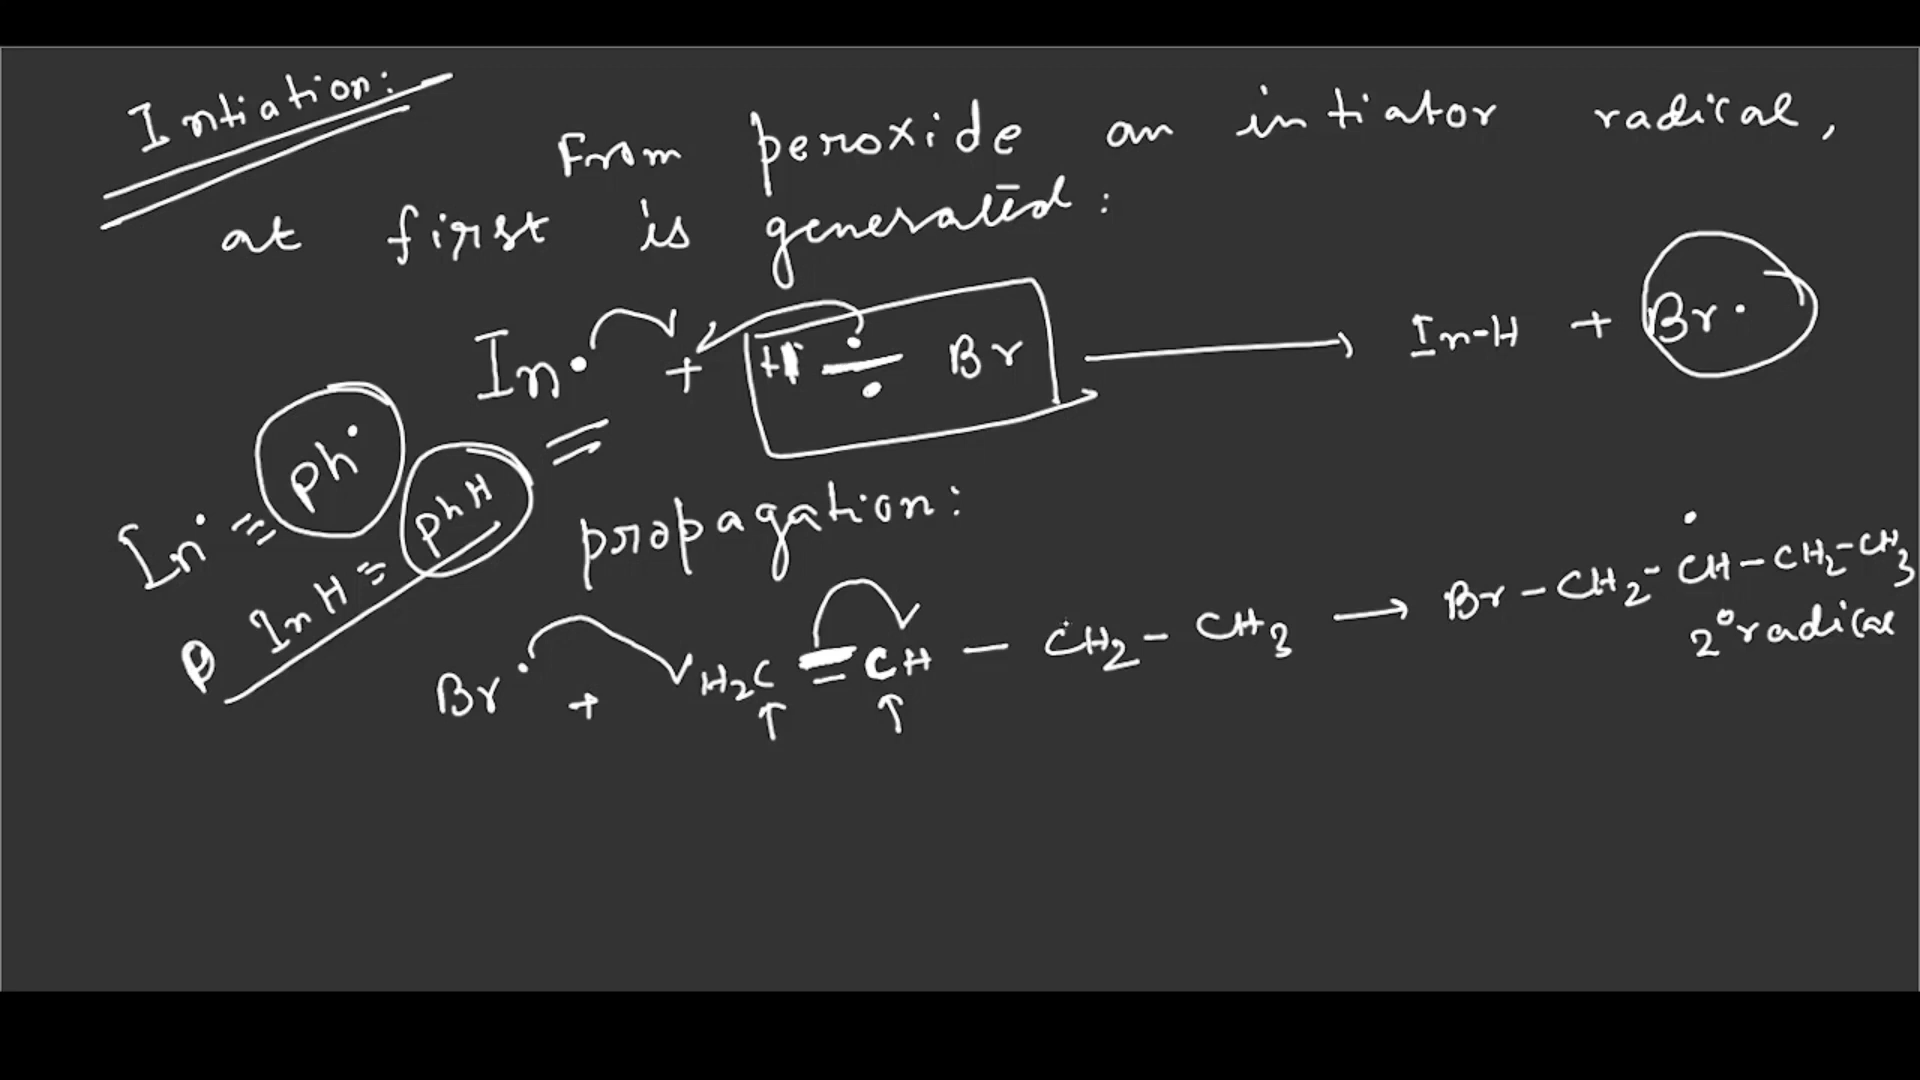 Intiation:
From peroxide an intiator radical,
at first is generated:
In· + H ÷ Br ⟶ In-H + Br·
In· ≡ ph·
InH ≡ phH
propagation:
Br· + H₂C = CH — CH₂ - CH₃ → Br - CH₂ - ĊH - CH₂ - CH₃
2° radical